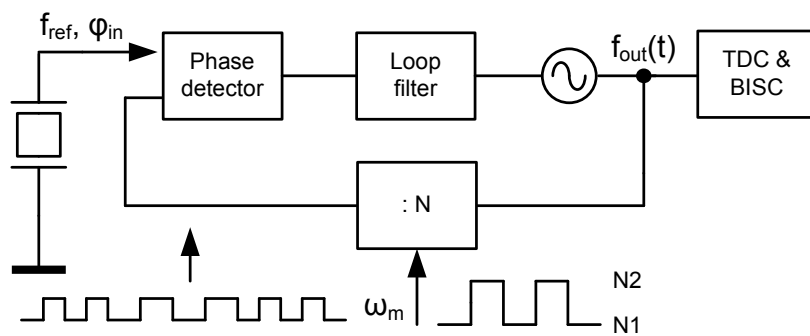 f_ref, φ_in
Phase
detector
Loop
filter
f_out(t)
TDC &
BISC
: N
ω_m
N2
N1